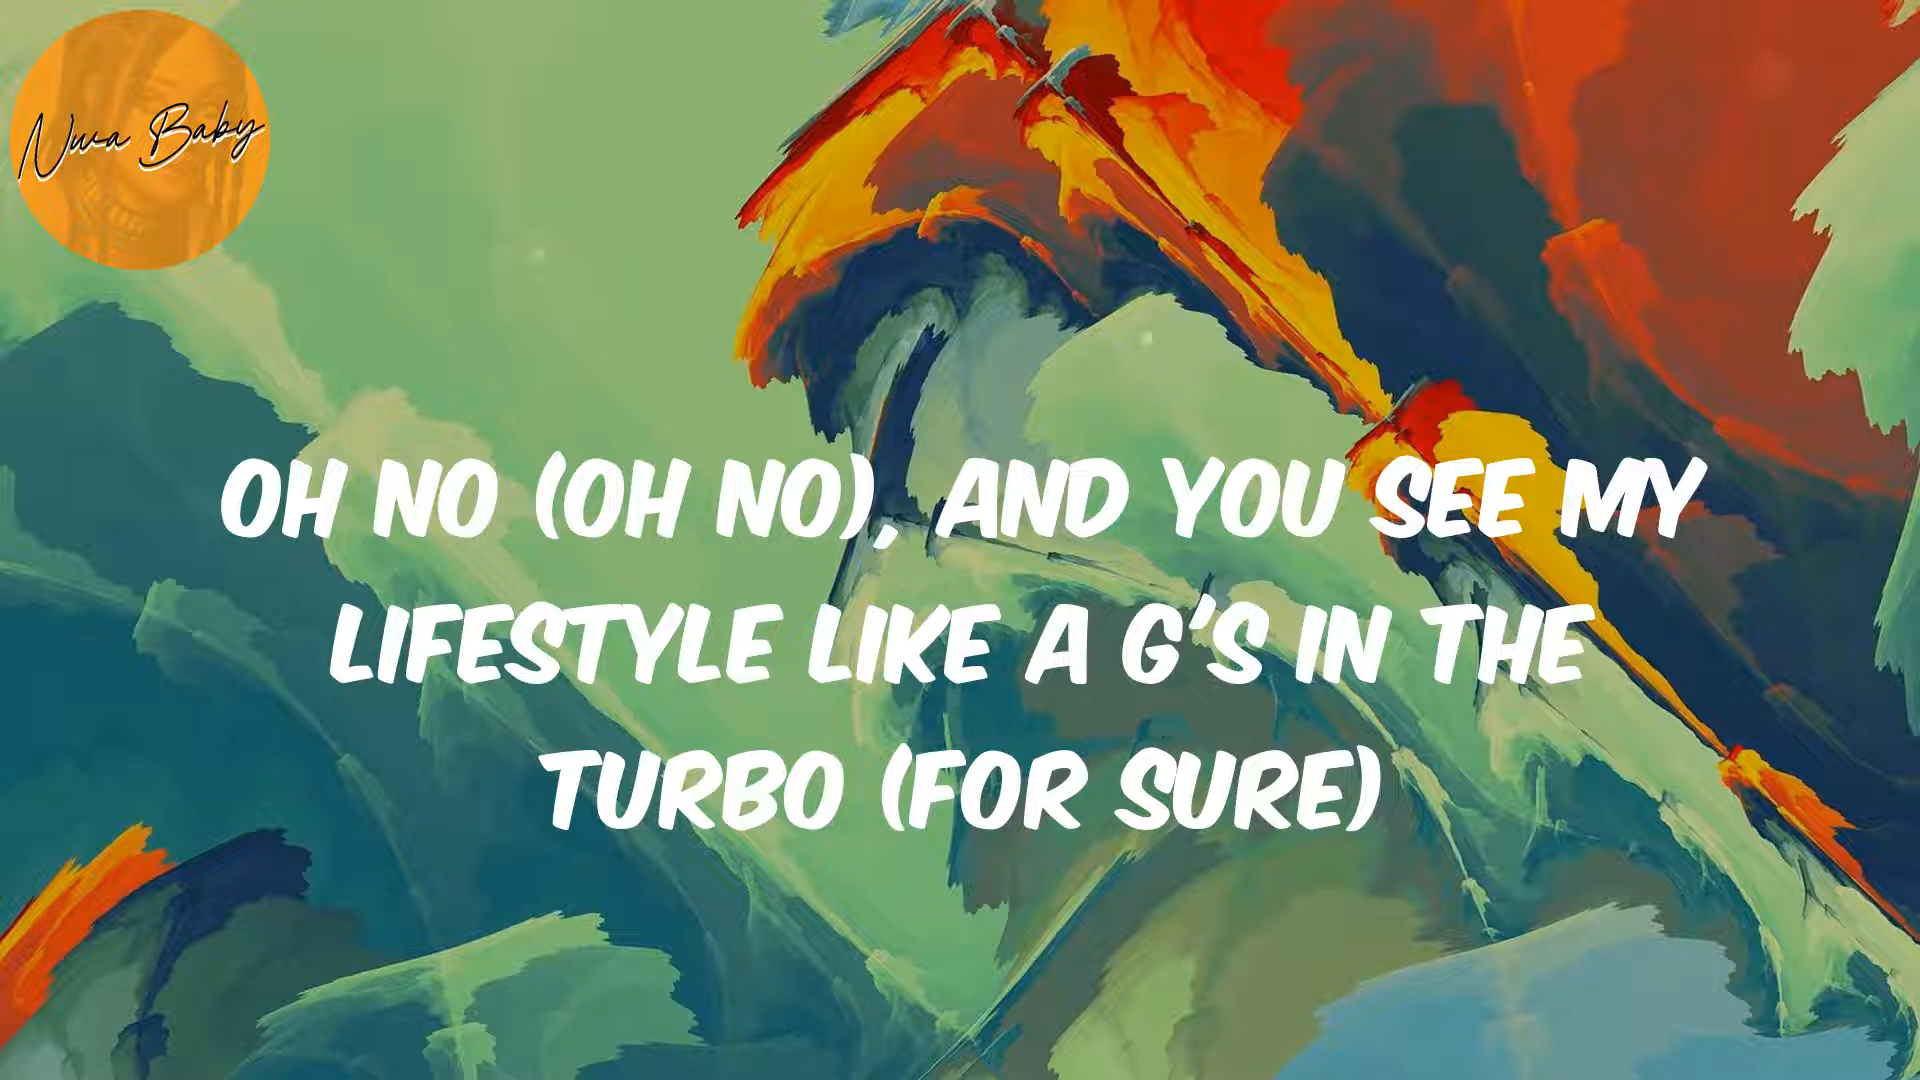 Nwa Baby
OH NO (OH NO), AND YOU SEE MY
LIFESTYLE LIKE A G'S IN THE
TURBO (FOR SURE)